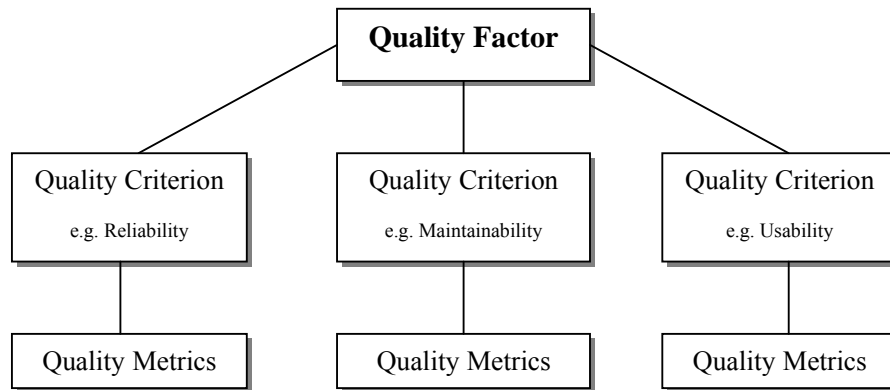 Quality Factor
Quality Criterion
e.g. Reliability
Quality Criterion
e.g. Maintainability
Quality Criterion
e.g. Usability
Quality Metrics
Quality Metrics
Quality Metrics